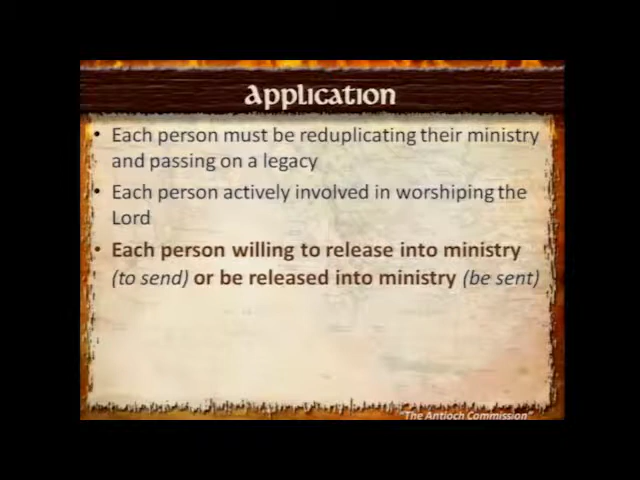 Application
• Each person must be reduplicating their ministry
and passing on a legacy
• Each person actively involved in worshiping the
Lord
• Each person willing to release into ministry
(to send) or be released into ministry (be sent)
"The Antioch Commission"